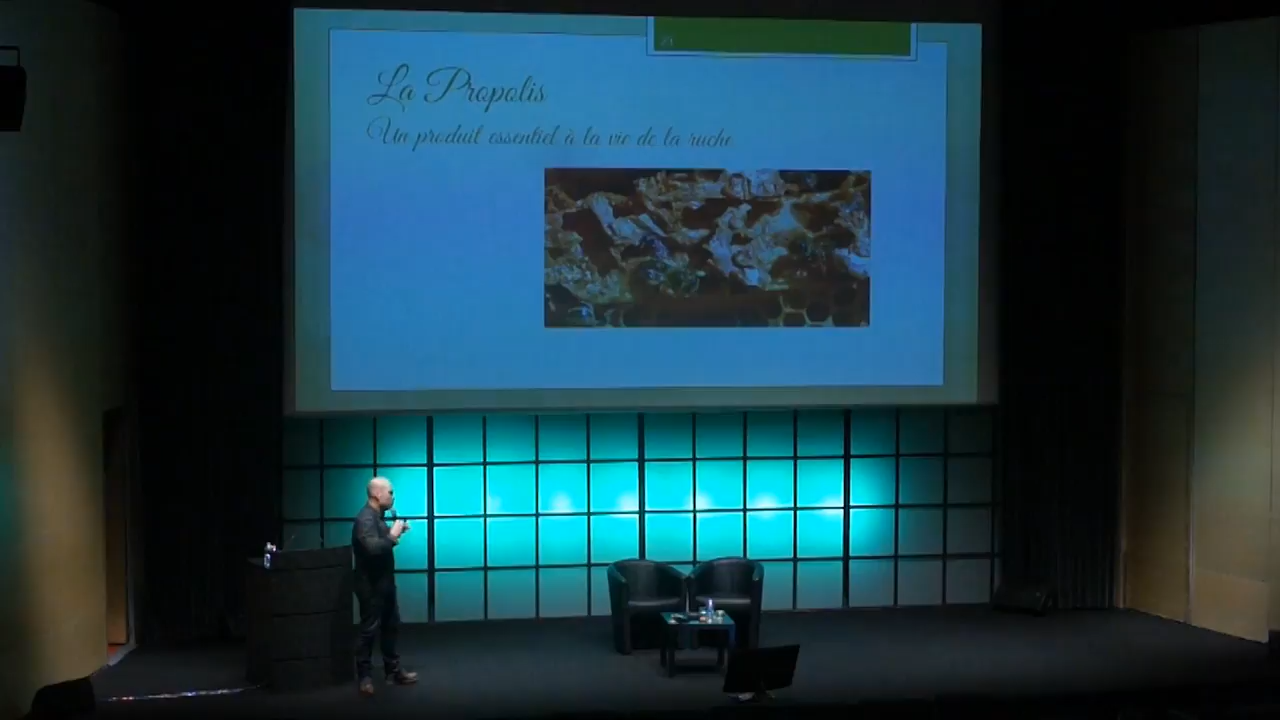 La Propolis
Un produit essentiel à la vie de la ruche